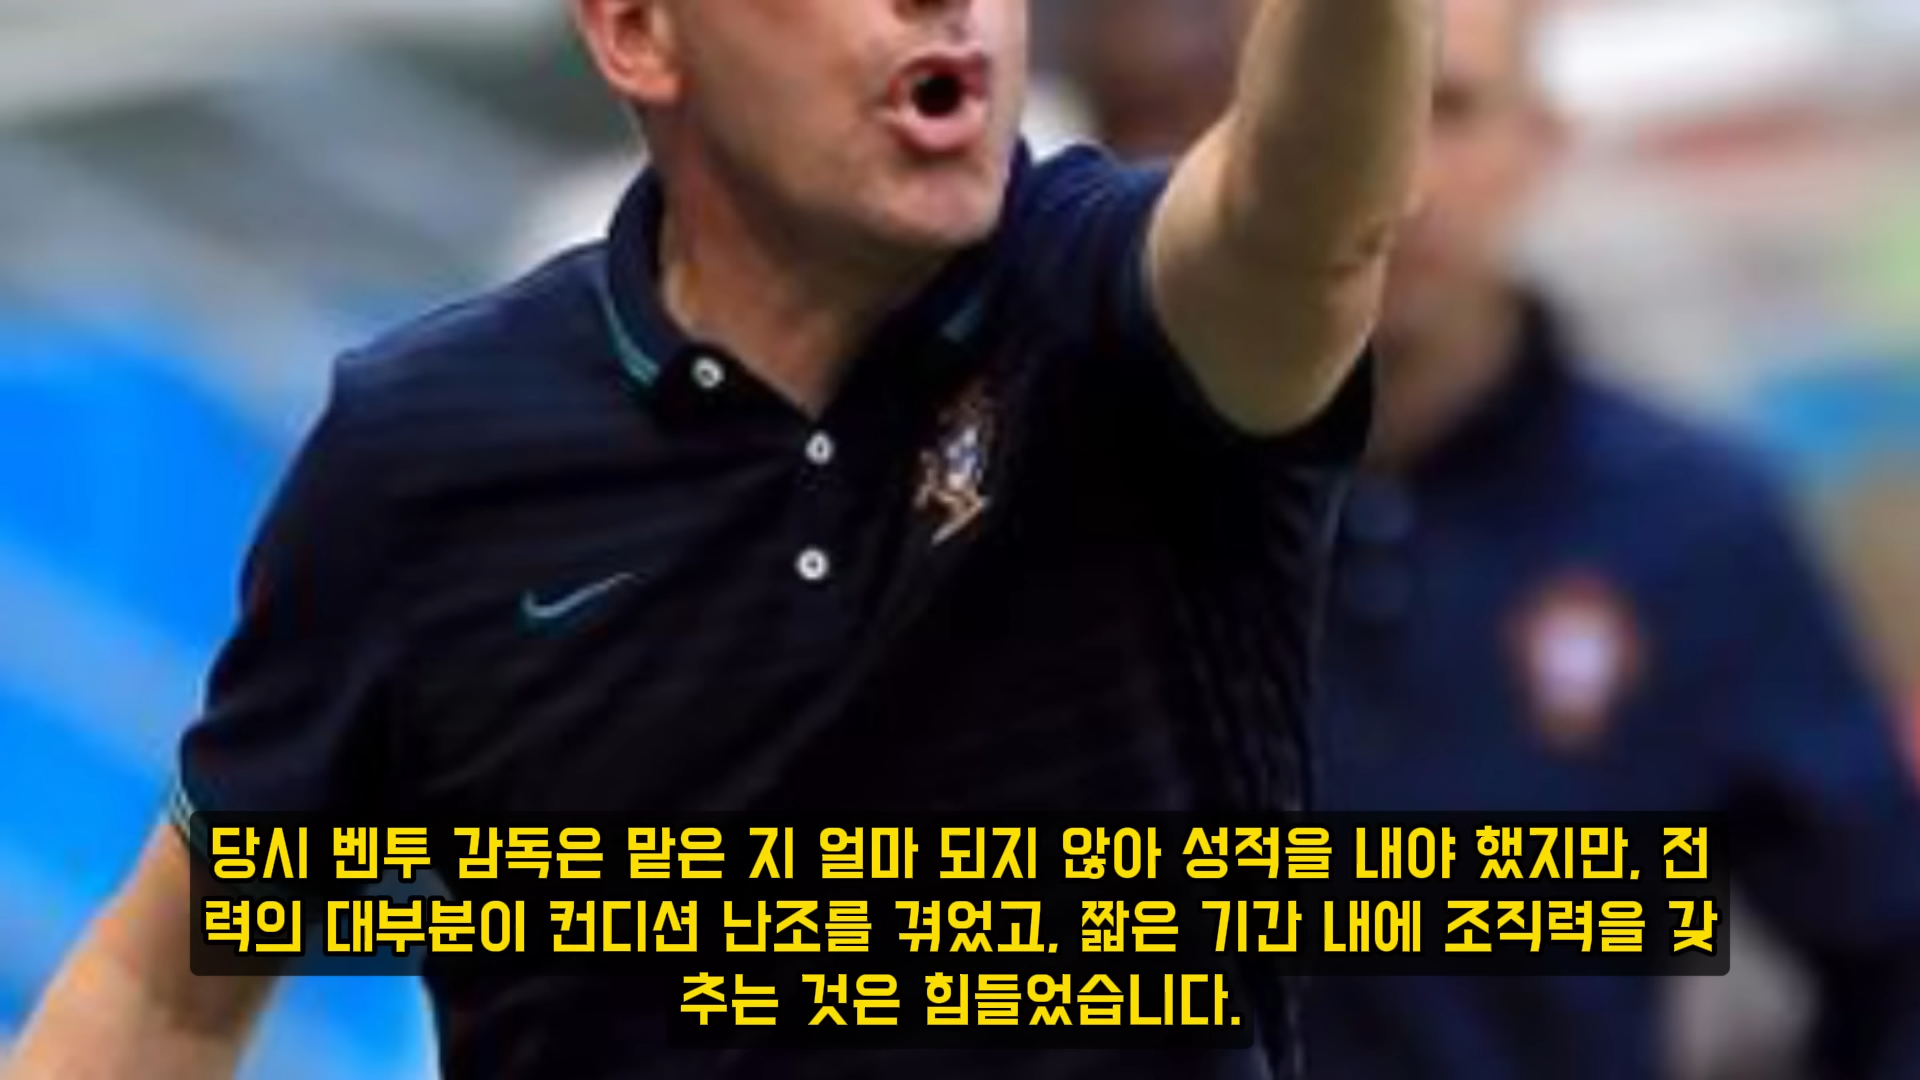 당시 벤투 감독은 맡은 지 얼마 되지 않아 성적을 내야 했지만, 전
력의 대부분이 컨디션 난조를 겪었고, 짧은 기간 내에 조직력을 갖
추는 것은 힘들었습니다.